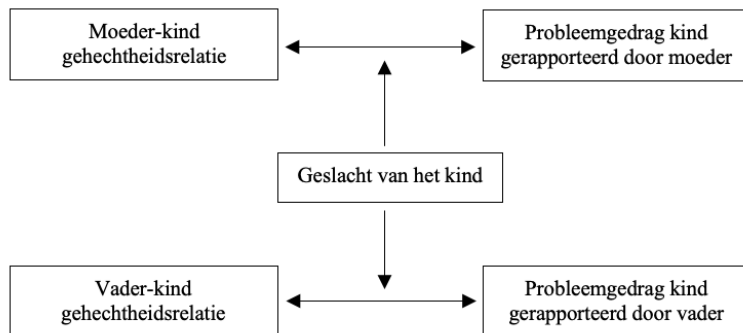 Moeder-kind
gehechtheidsrelatie
Probleemgedrag kind
gerapporteerd door moeder
Geslacht van het kind
Vader-kind
gehechtheidsrelatie
Probleemgedrag kind
gerapporteerd door vader